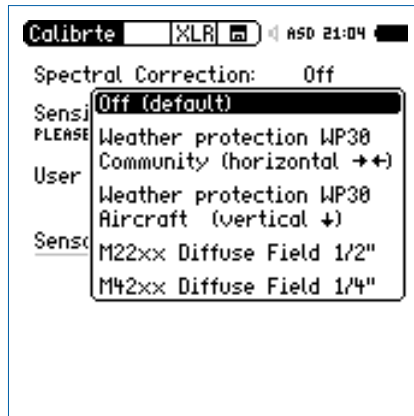 Calibrte XLR ASD 21:04
Spectral Correction: Off
Off (default)
Sensi
PLEASE
Weather protection WP30
Community (horizontal →←)
User
Weather protection WP30
Aircraft (vertical ↓)
Senso
M22xx Diffuse Field 1/2"
M42xx Diffuse Field 1/4"